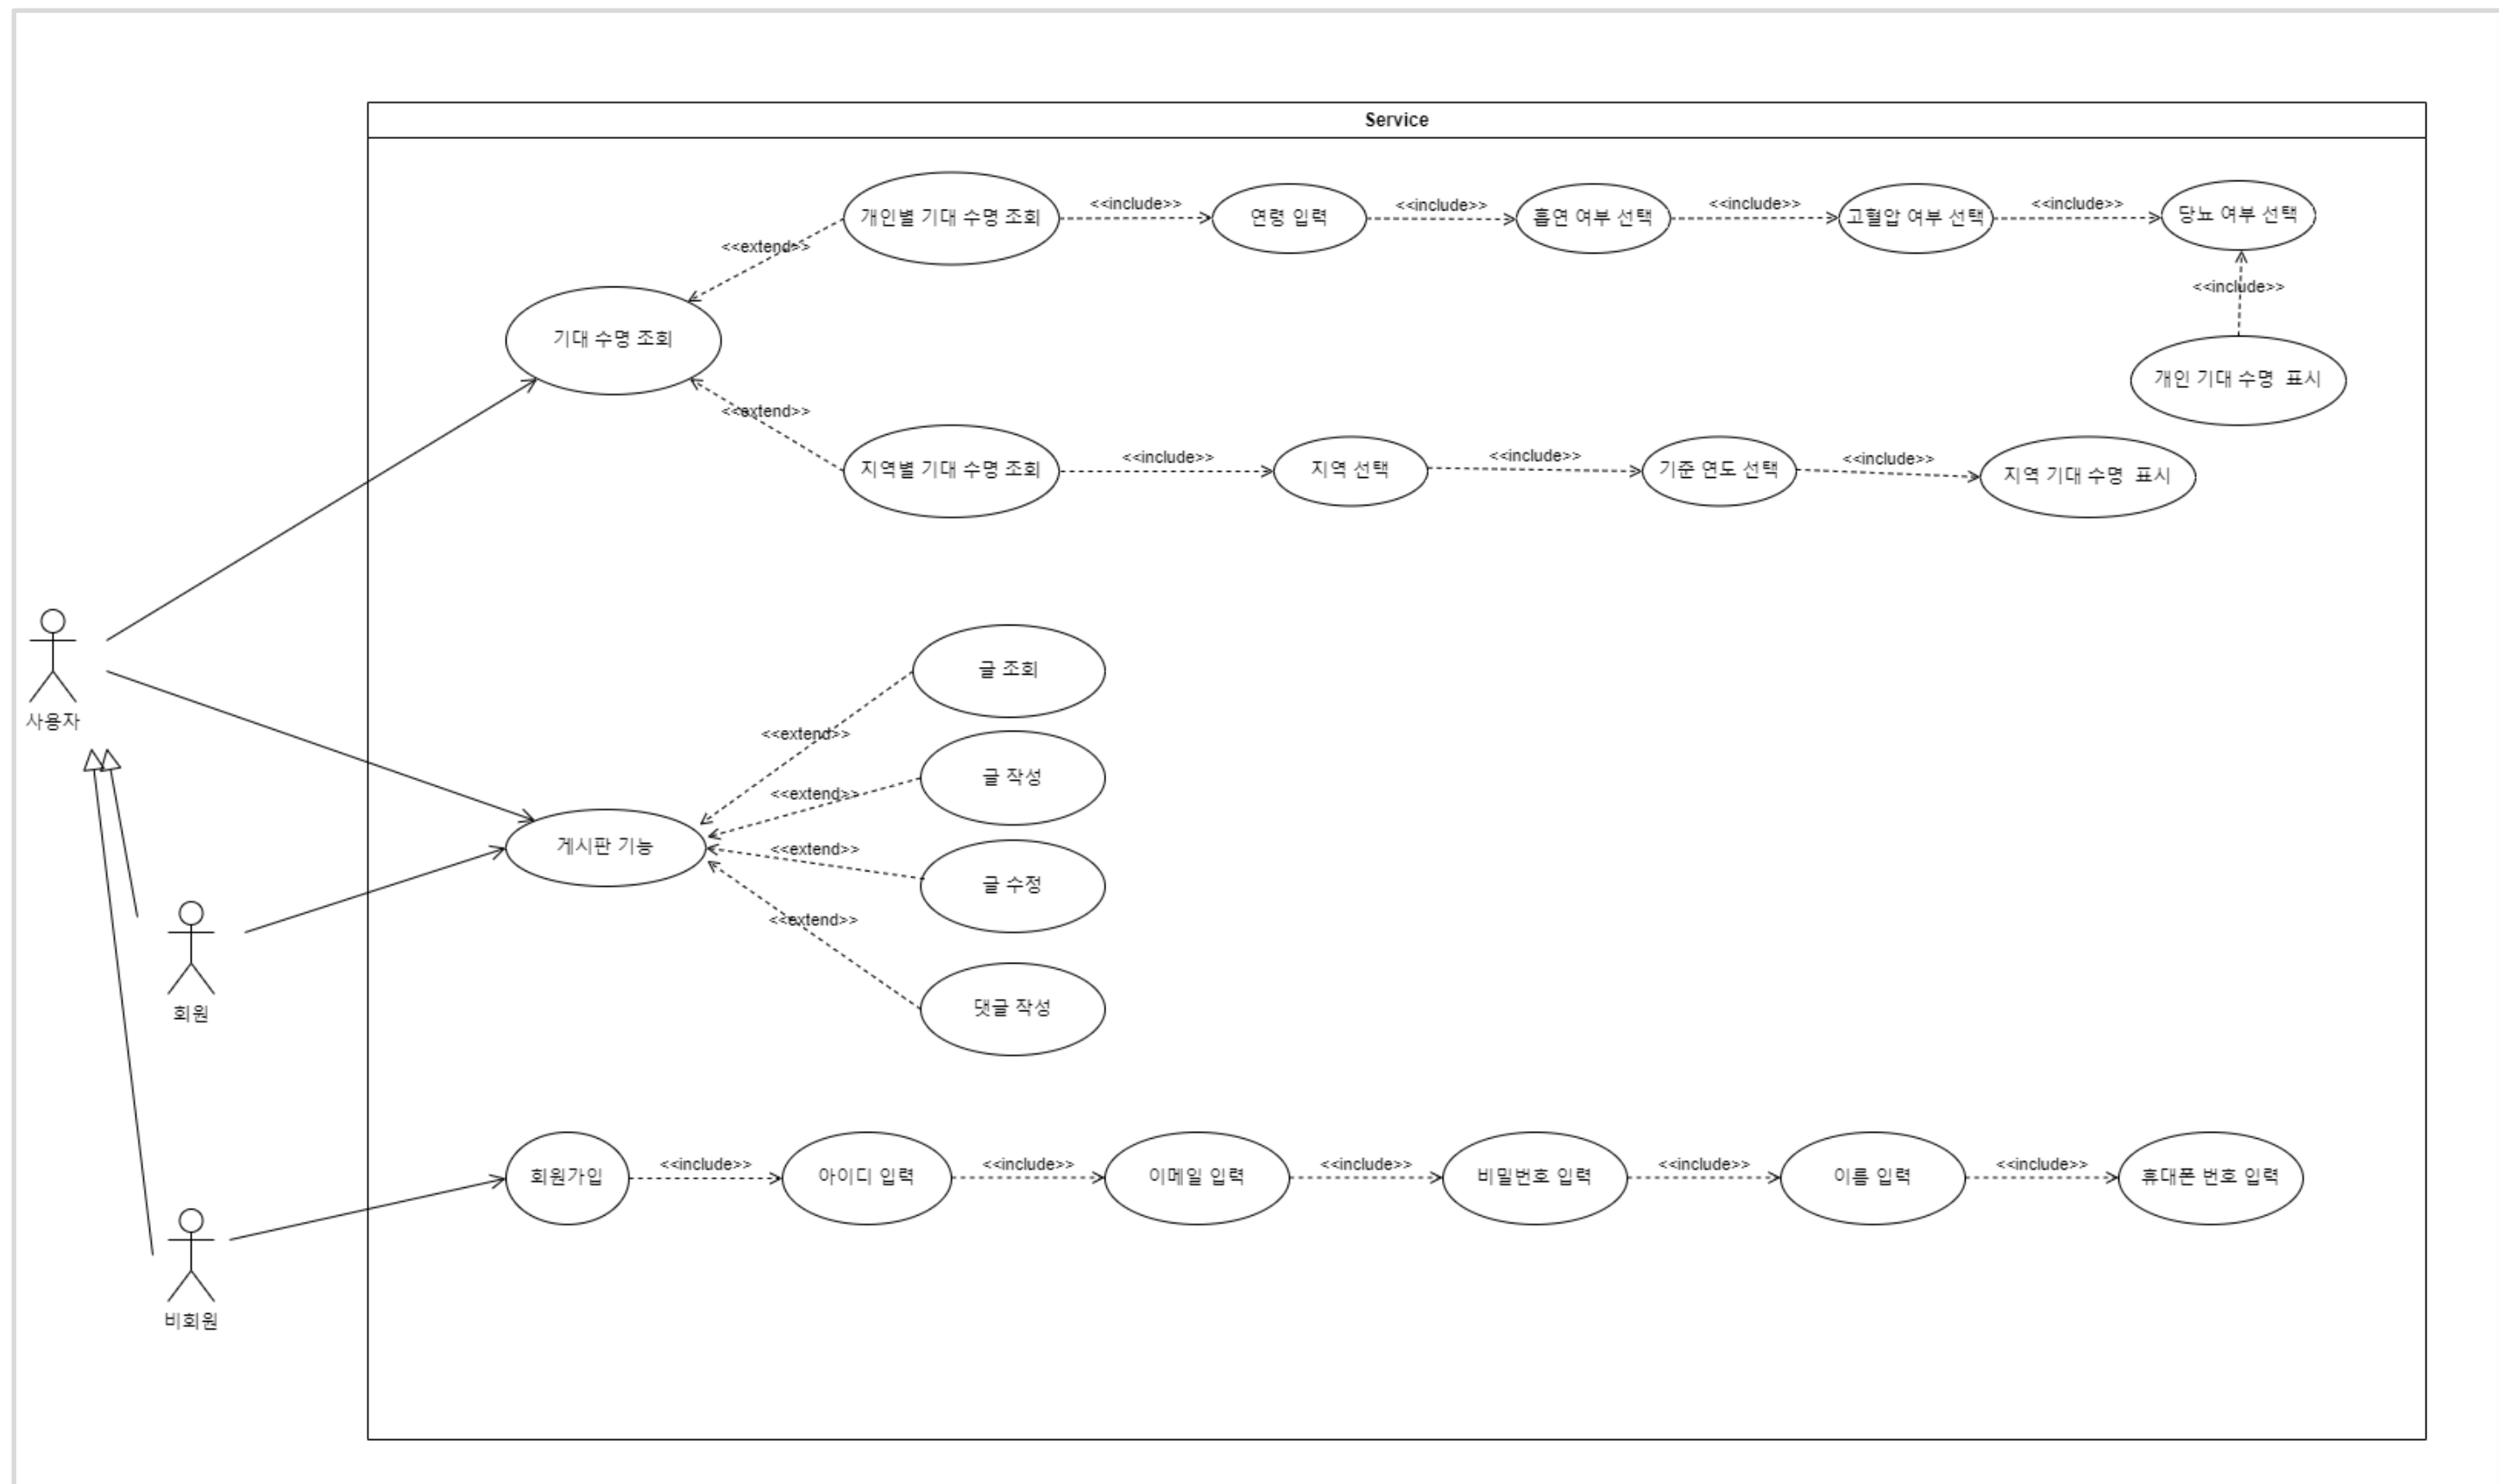 Service
개인별 기대 수명 조회
<<include>>
연령 입력
<<include>>
흡연 여부 선택
<<include>>
고혈압 여부 선택
<<include>>
당뇨 여부 선택
<<extend>>
<<include>>
기대 수명 조회
개인 기대 수명 표시
<<extend>>
지역별 기대 수명 조회
<<include>>
지역 선택
<<include>>
기준 연도 선택
<<include>>
지역 기대 수명 표시
사용자
글 조회
<<extend>>
글 작성
<<extend>>
게시판 기능
<<extend>>
글 수정
<<extend>>
댓글 작성
회원
회원가입
<<include>>
아이디 입력
<<include>>
이메일 입력
<<include>>
비밀번호 입력
<<include>>
이름 입력
<<include>>
휴대폰 번호 입력
비회원